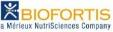 BIOFORTIS
a Mérieux NutriSciences Company